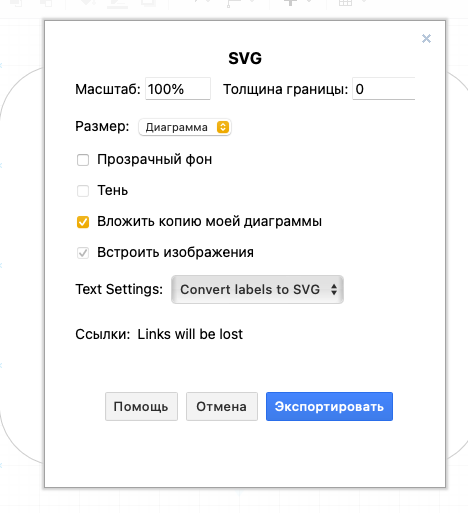 SVG
Масштаб: 100% Толщина границы: 0
Размер: Диаграмма
Прозрачный фон
Тень
Вложить копию моей диаграммы
Встроить изображения
Text Settings: Convert labels to SVG
Ссылки: Links will be lost
Помощь Отмена Экспортировать